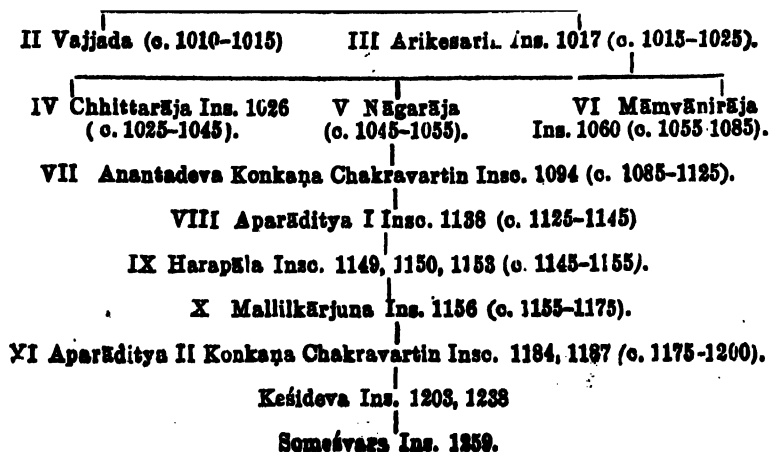 II Vajjada (c. 1010-1015) III Arikesarin Ins. 1017 (c. 1015-1025).
IV Chhittarāja Ins. 1026 V Nāgarāja VI Māmvānirāja
(c. 1025-1045). (c. 1045-1055). Ins. 1060 (c. 1055 1085).
VII Anantadeva Konkaṇa Chakravartin Insc. 1094 (c. 1085-1125).
VIII Aparāditya I Insc. 1138 (c. 1125-1145)
IX Harapāla Insc. 1149, 1150, 1153 (c. 1145-1155).
X Mallilkārjuna Ins. 1156 (c. 1155-1175).
XI Aparāditya II Konkaṇa Chakravartin Insc. 1184, 1187 (c. 1175-1200).
Keśideva Ins. 1203, 1238
Someśvara Ins. 1259.